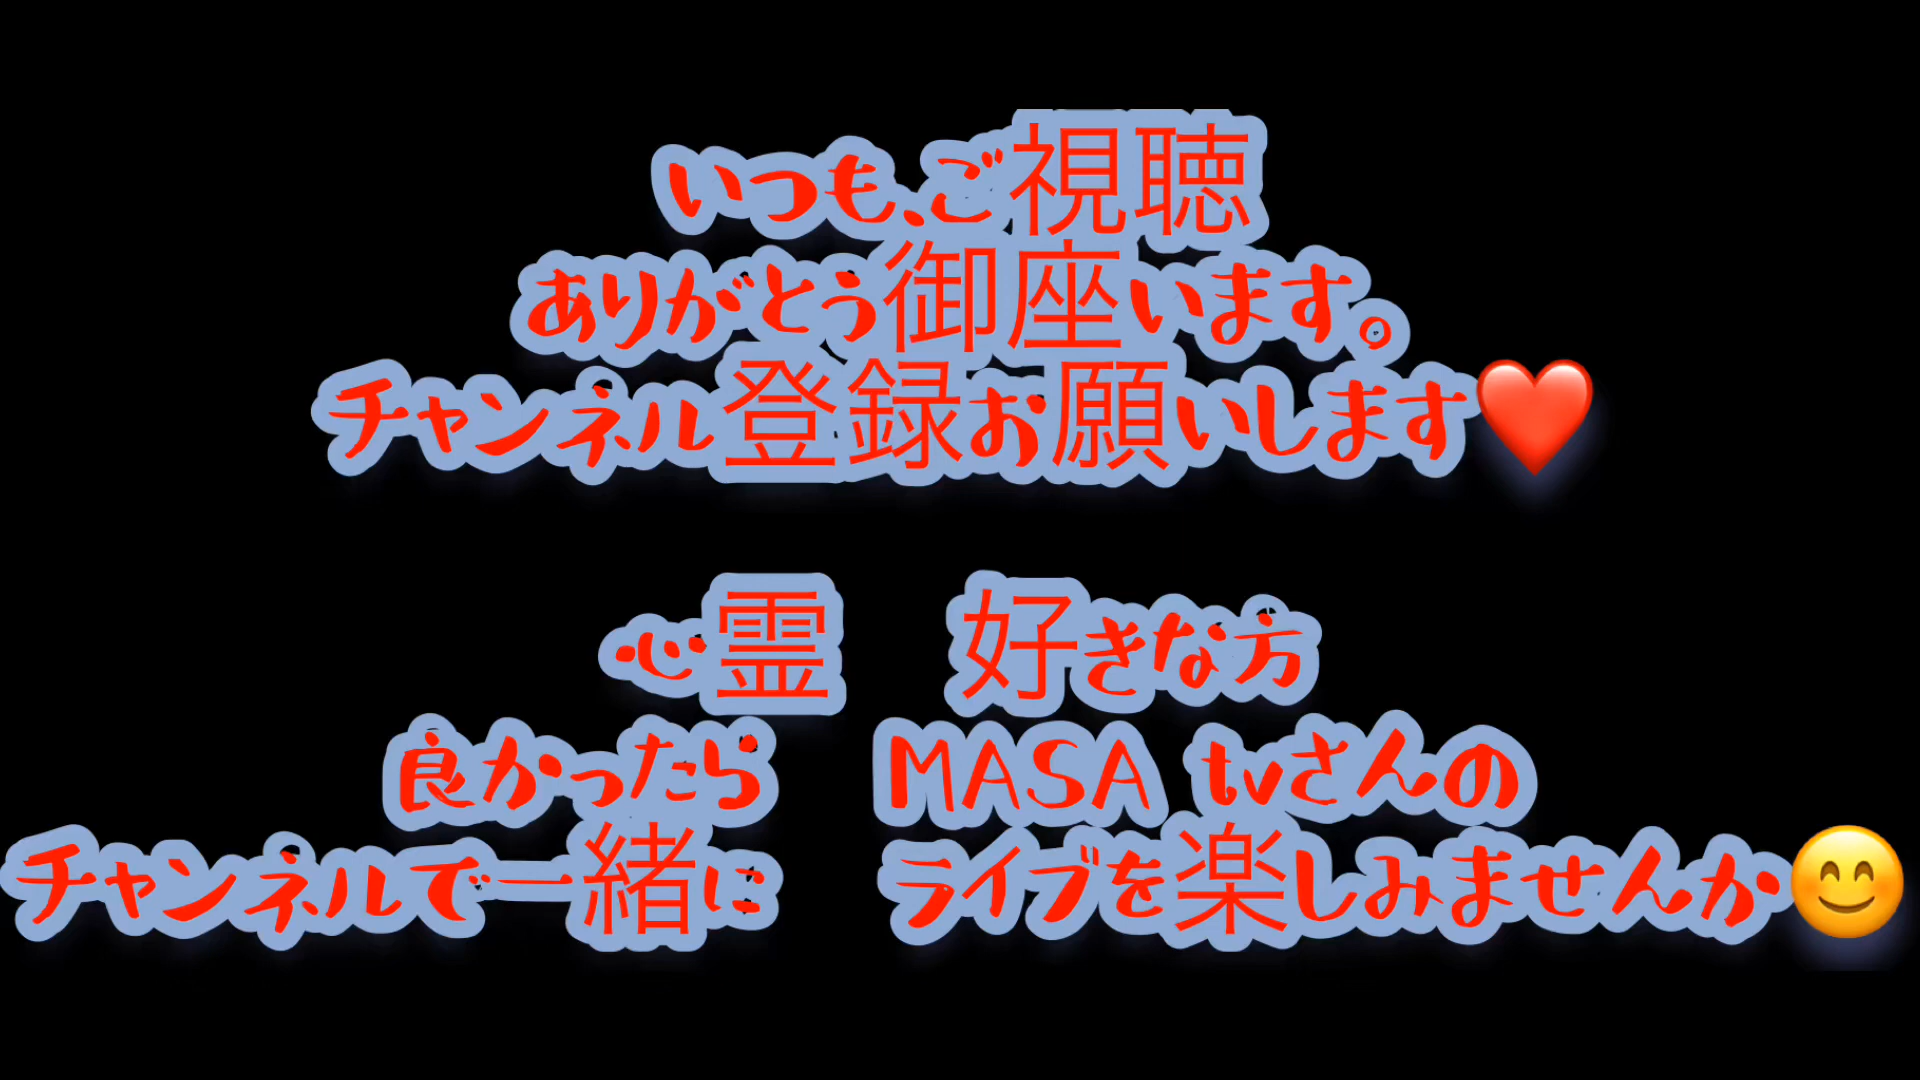 いつも、ご視聴
ありがとう御座います。
チャンネル登録お願いします❤️
心霊　好きな方
良かったら　MASA tvさんの
チャンネルで一緒に　ライブを楽しみませんか😊